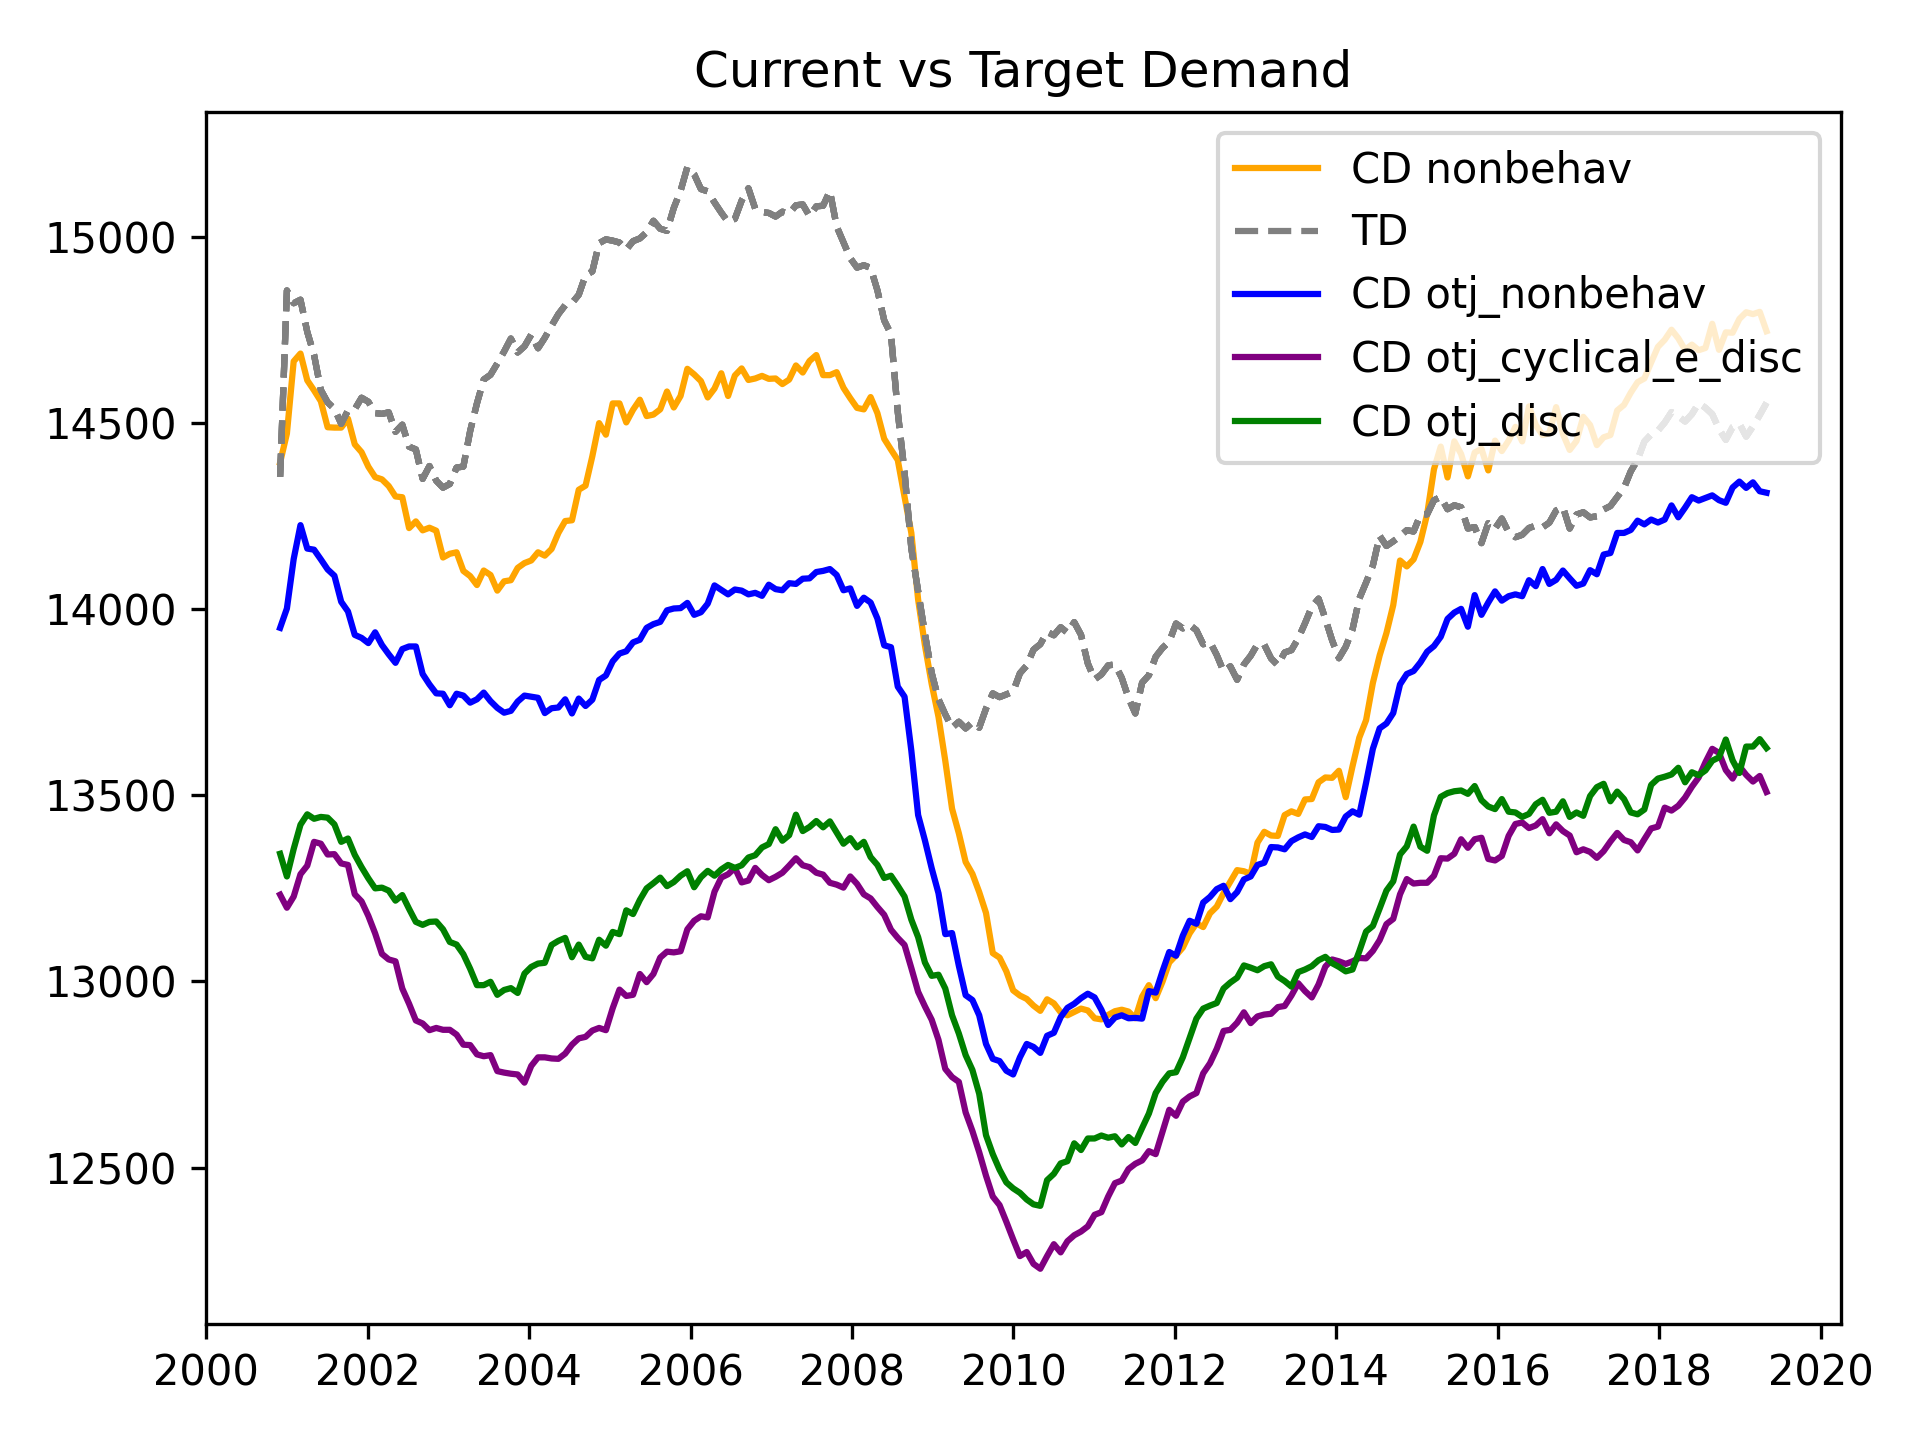 Current vs Target Demand
CD nonbehav
TD
CD otj_nonbehav
CD otj_cyclical_e_disc
CD otj_disc
15000
14500
14000
13500
13000
12500
2000 2002 2004 2006 2008 2010 2012 2014 2016 2018 2020